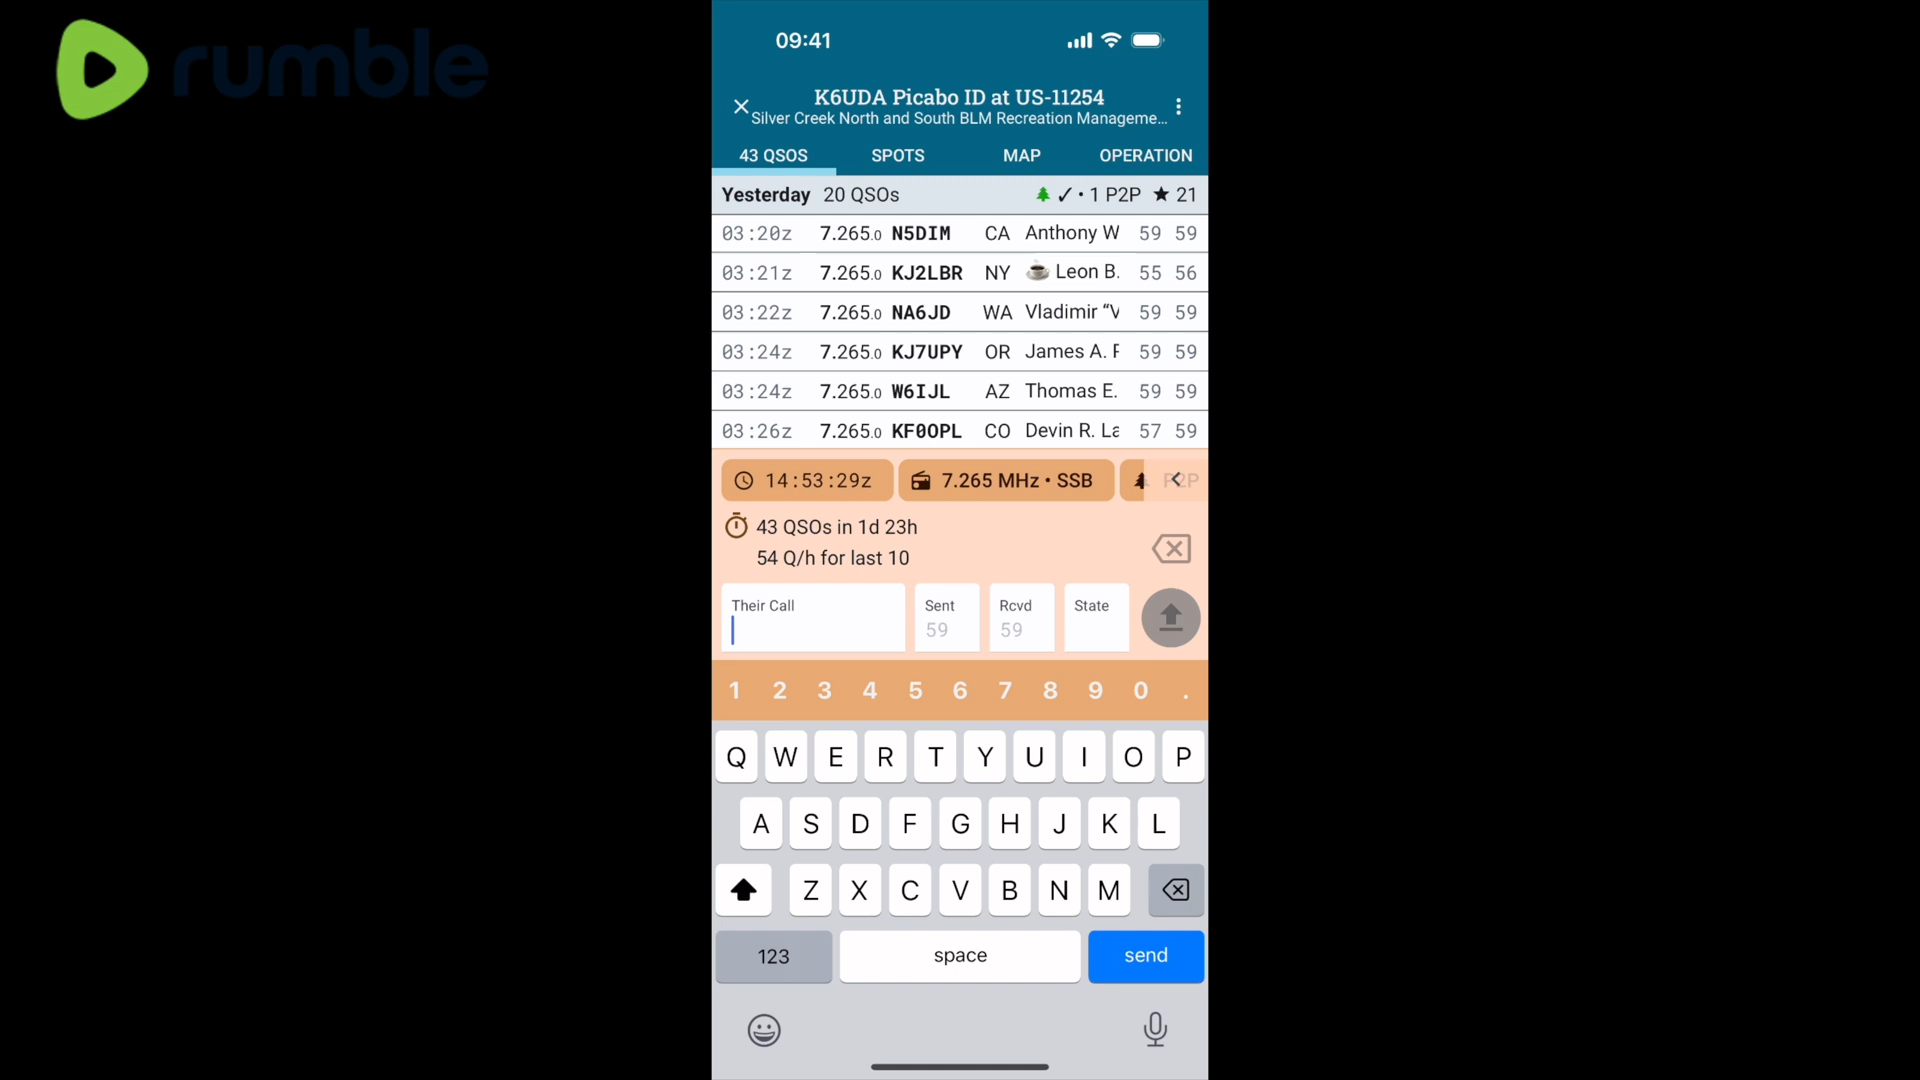 rumble
09:41
K6UDA Picabo ID at US-11254
Silver Creek North and South BLM Recreation Manageme...
43 QSOS SPOTS MAP OPERATION
Yesterday 20 QSOs ✓ • 1 P2P ★ 21
03:20z 7.265.0 N5DIM CA Anthony W 59 59
03:21z 7.265.0 KJ2LBR NY Leon B. 55 56
03:22z 7.265.0 NA6JD WA Vladimir “V 59 59
03:24z 7.265.0 KJ7UPY OR James A. F 59 59
03:24z 7.265.0 W6IJL AZ Thomas E. 59 59
03:26z 7.265.0 KF0OPL CO Devin R. La 57 59
14:53:29z 7.265 MHz • SSB P2P
43 QSOs in 1d 23h
54 Q/h for last 10
Their Call Sent Rcvd State
59 59
1 2 3 4 5 6 7 8 9 0 .
Q W E R T Y U I O P
A S D F G H J K L
Z X C V B N M
123 space send